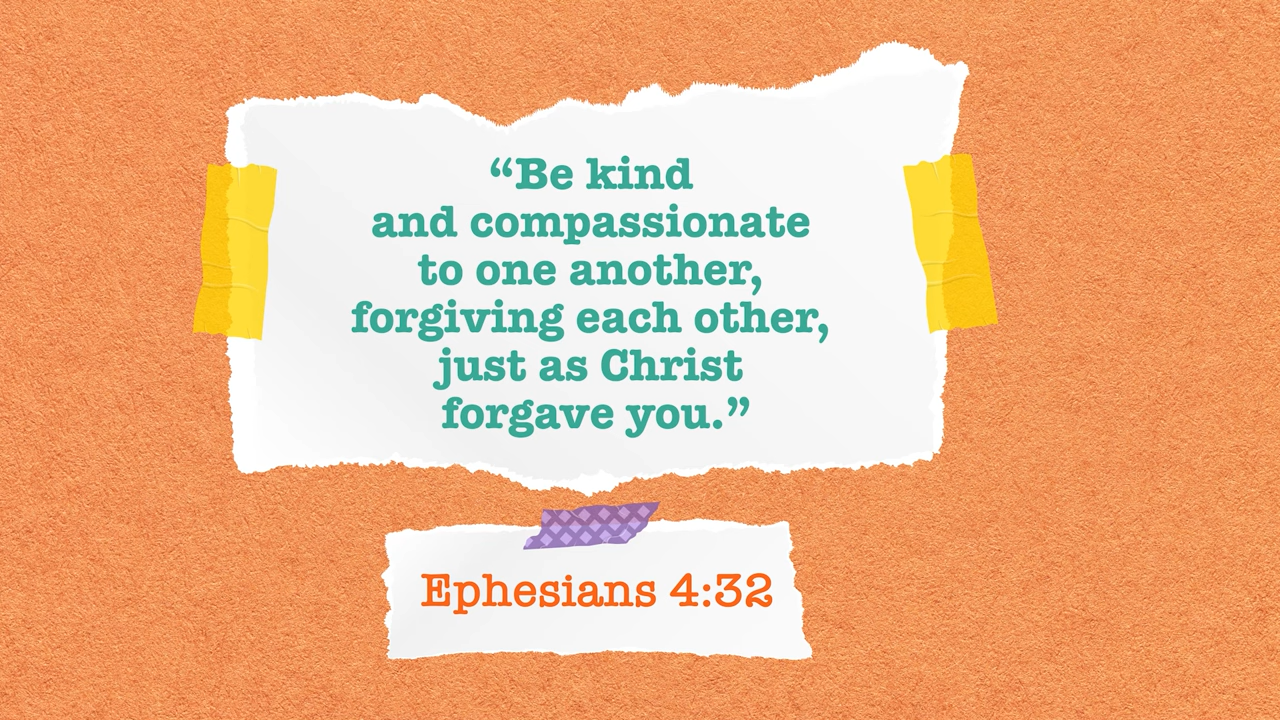 “Be kind
and compassionate
to one another,
forgiving each other,
just as Christ
forgave you.”
Ephesians 4:32